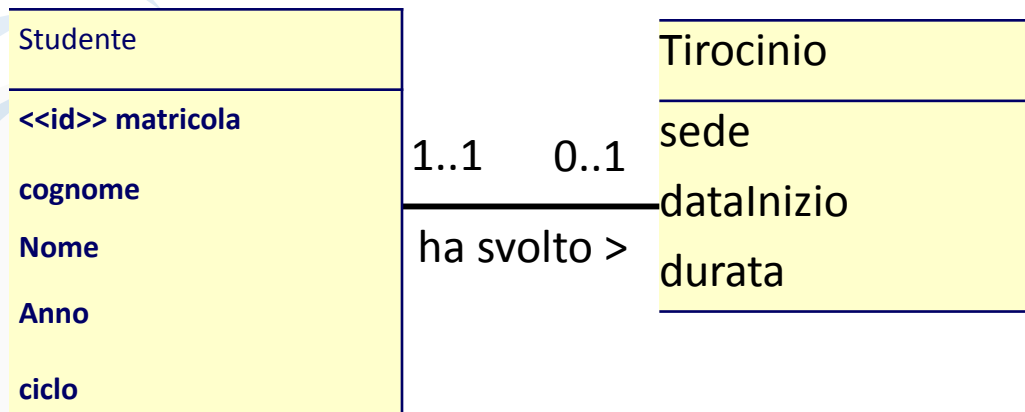 Studente
<<id>> matricola
cognome
Nome
Anno
ciclo
1..1 0..1
ha svolto >
Tirocinio
sede
dataInizio
durata